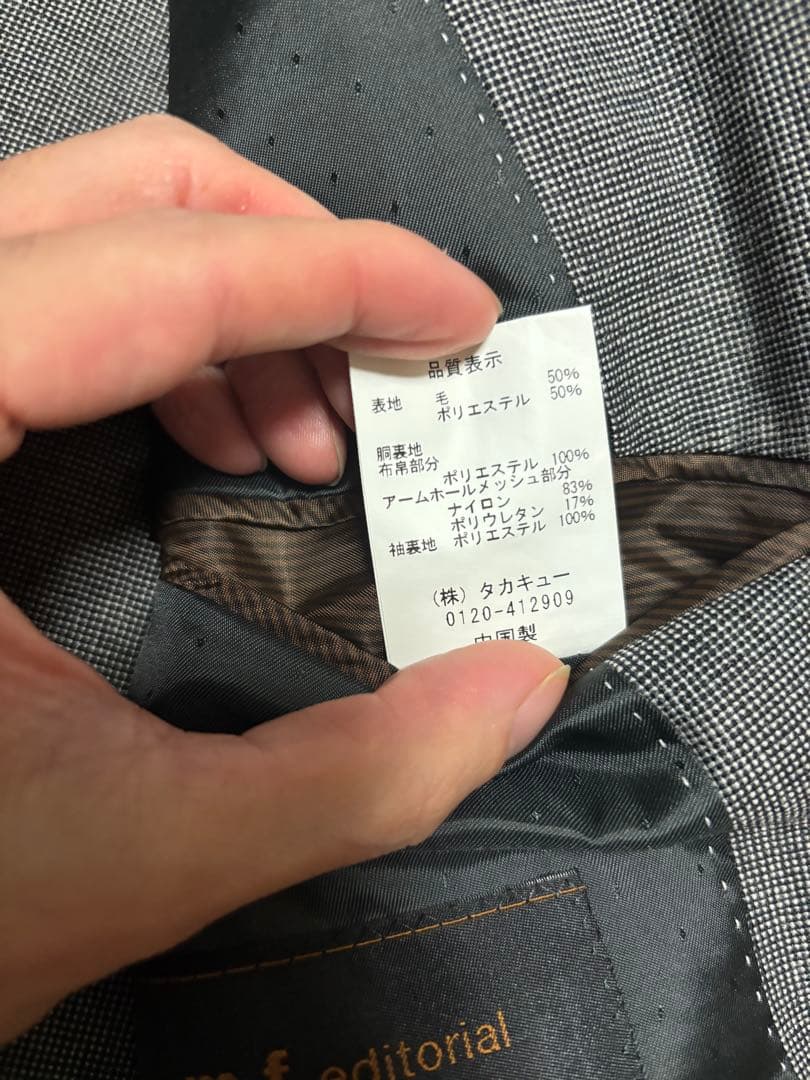 品質表示
表地 毛 50%
ポリエステル 50%
胴裏地
布帛部分
ポリエステル 100%
アームホールメッシュ部分
ナイロン 83%
ポリウレタン 17%
袖裏地 ポリエステル 100%
(株) タカキュー
0120-412909
中国製
m.f. editorial